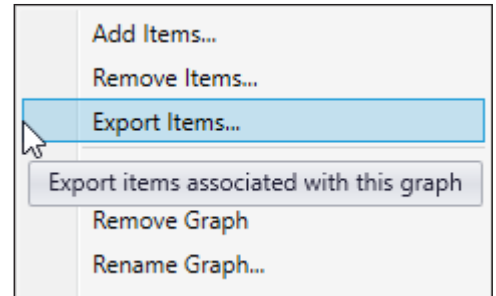 Add Items...
Remove Items...
Export Items...
Export items associated with this graph
Remove Graph
Rename Graph...